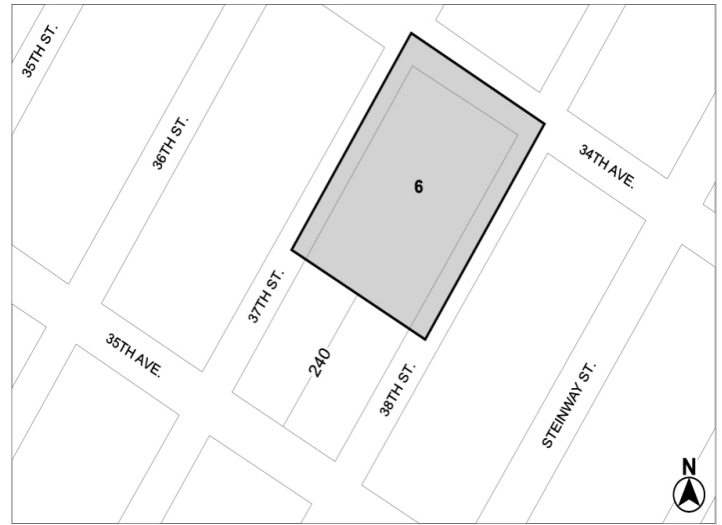 35TH ST.
36TH ST.
34TH AVE.
6
37TH ST.
35TH AVE.
240
38TH ST.
STEINWAY ST.
N